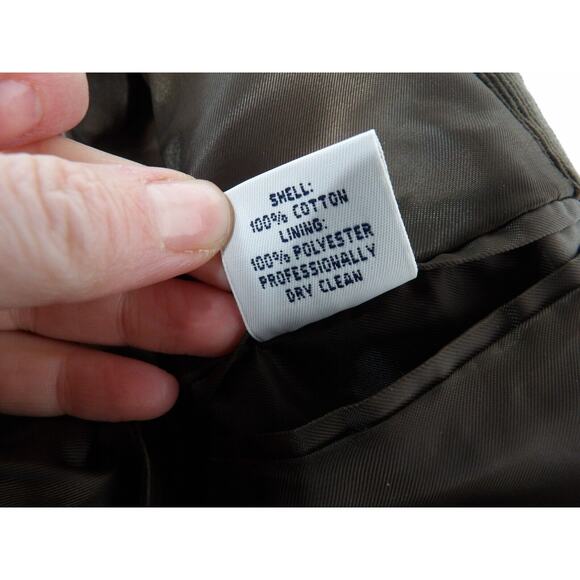 SHELL:
100% COTTON
LINING:
100% POLYESTER
PROFESSIONALLY
DRY CLEAN